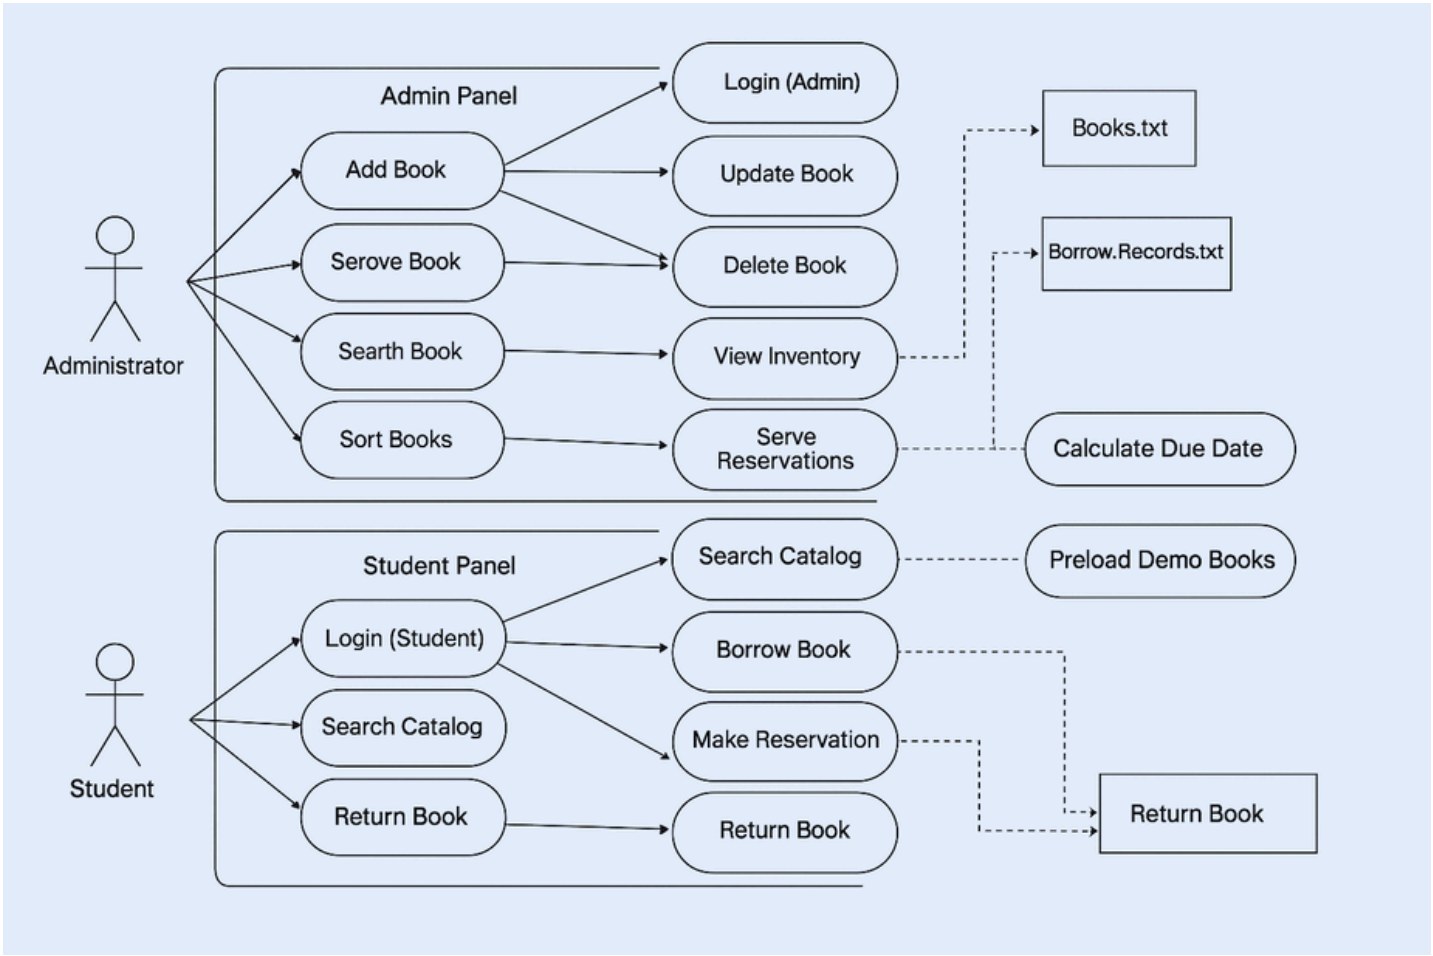 Admin Panel
Login (Admin)
Add Book
Update Book
Serove Book
Delete Book
Searth Book
View Inventory
Sort Books
Serve
Reservations
Books.txt
Borrow.Records.txt
Calculate Due Date
Administrator
Student Panel
Search Catalog
Preload Demo Books
Login (Student)
Borrow Book
Search Catalog
Make Reservation
Return Book
Return Book
Return Book
Student